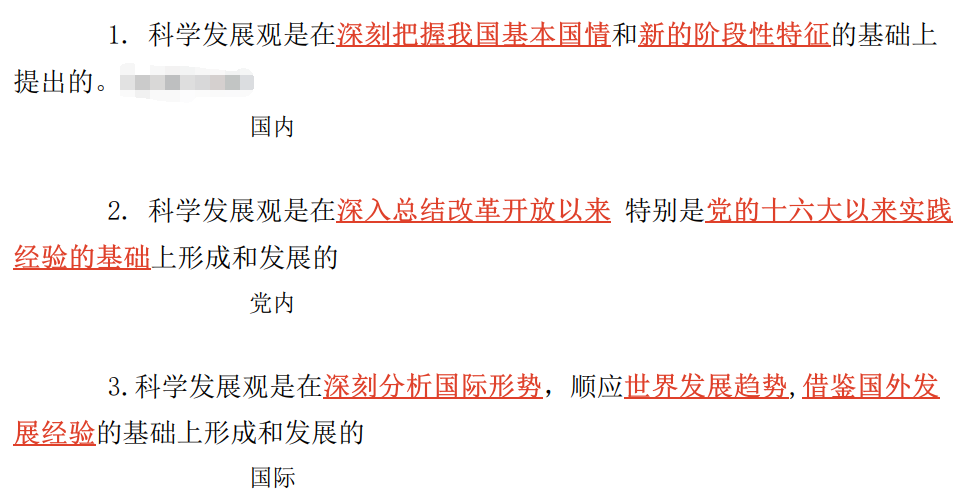 1. 科学发展观是在深刻把握我国基本国情和新的阶段性特征的基础上
提出的。
国内
2. 科学发展观是在深入总结改革开放以来 特别是党的十六大以来实践
经验的基础上形成和发展的
党内
3.科学发展观是在深刻分析国际形势，顺应世界发展趋势,借鉴国外发
展经验的基础上形成和发展的
国际